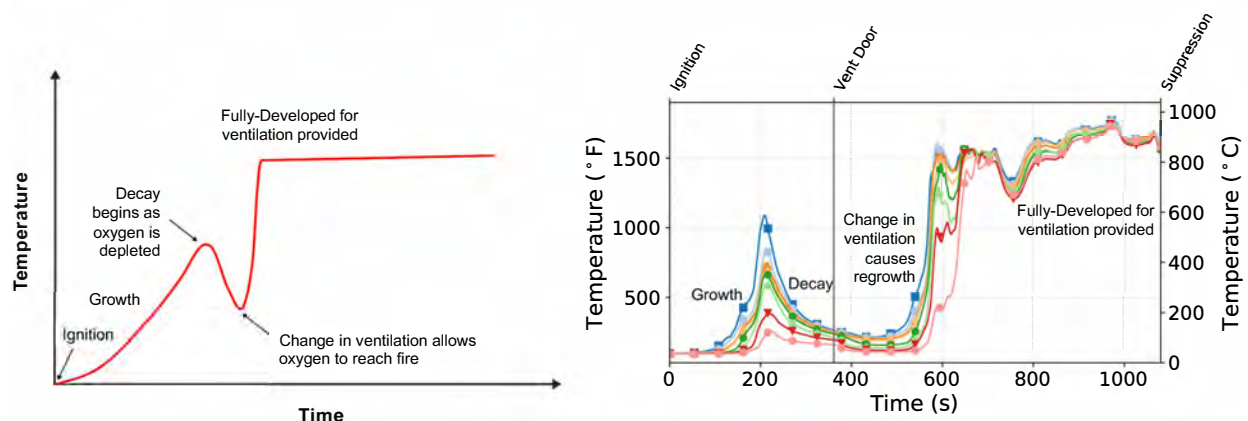 Temperature
Fully-Developed for
ventilation provided
Decay
begins as
oxygen is
depleted
Growth
Ignition
Change in ventilation allows
oxygen to reach fire
Time
Ignition
Vent Door
Suppression
Temperature (°F)
1500
1000
500
Growth
Decay
Change in
ventilation
causes
regrowth
Fully-Developed for
ventilation provided
1000
800
600
400
200
0
Temperature (°C)
0 200 400 600 800 1000
Time (s)